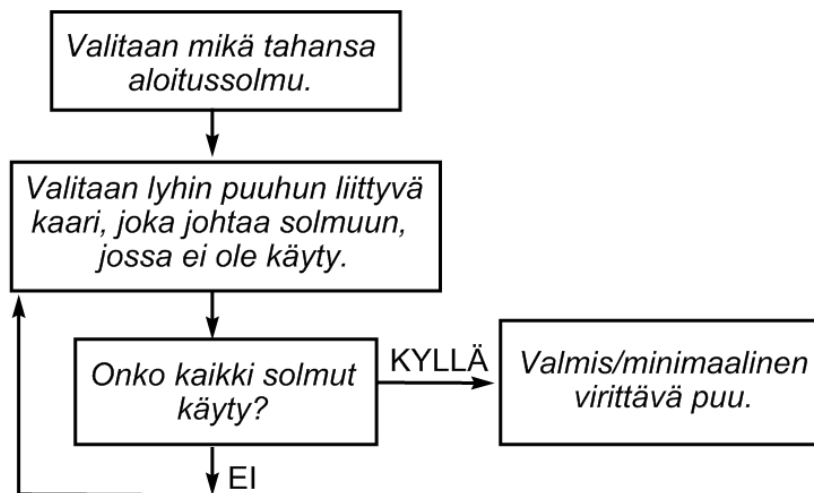 Valitaan mikä tahansa
aloitussolmu.
Valitaan lyhin puuhun liittyvä
kaari, joka johtaa solmuun,
jossa ei ole käyty.
Onko kaikki solmut
käyty?
KYLLÄ
Valmis/minimaalinen
virittävä puu.
EI